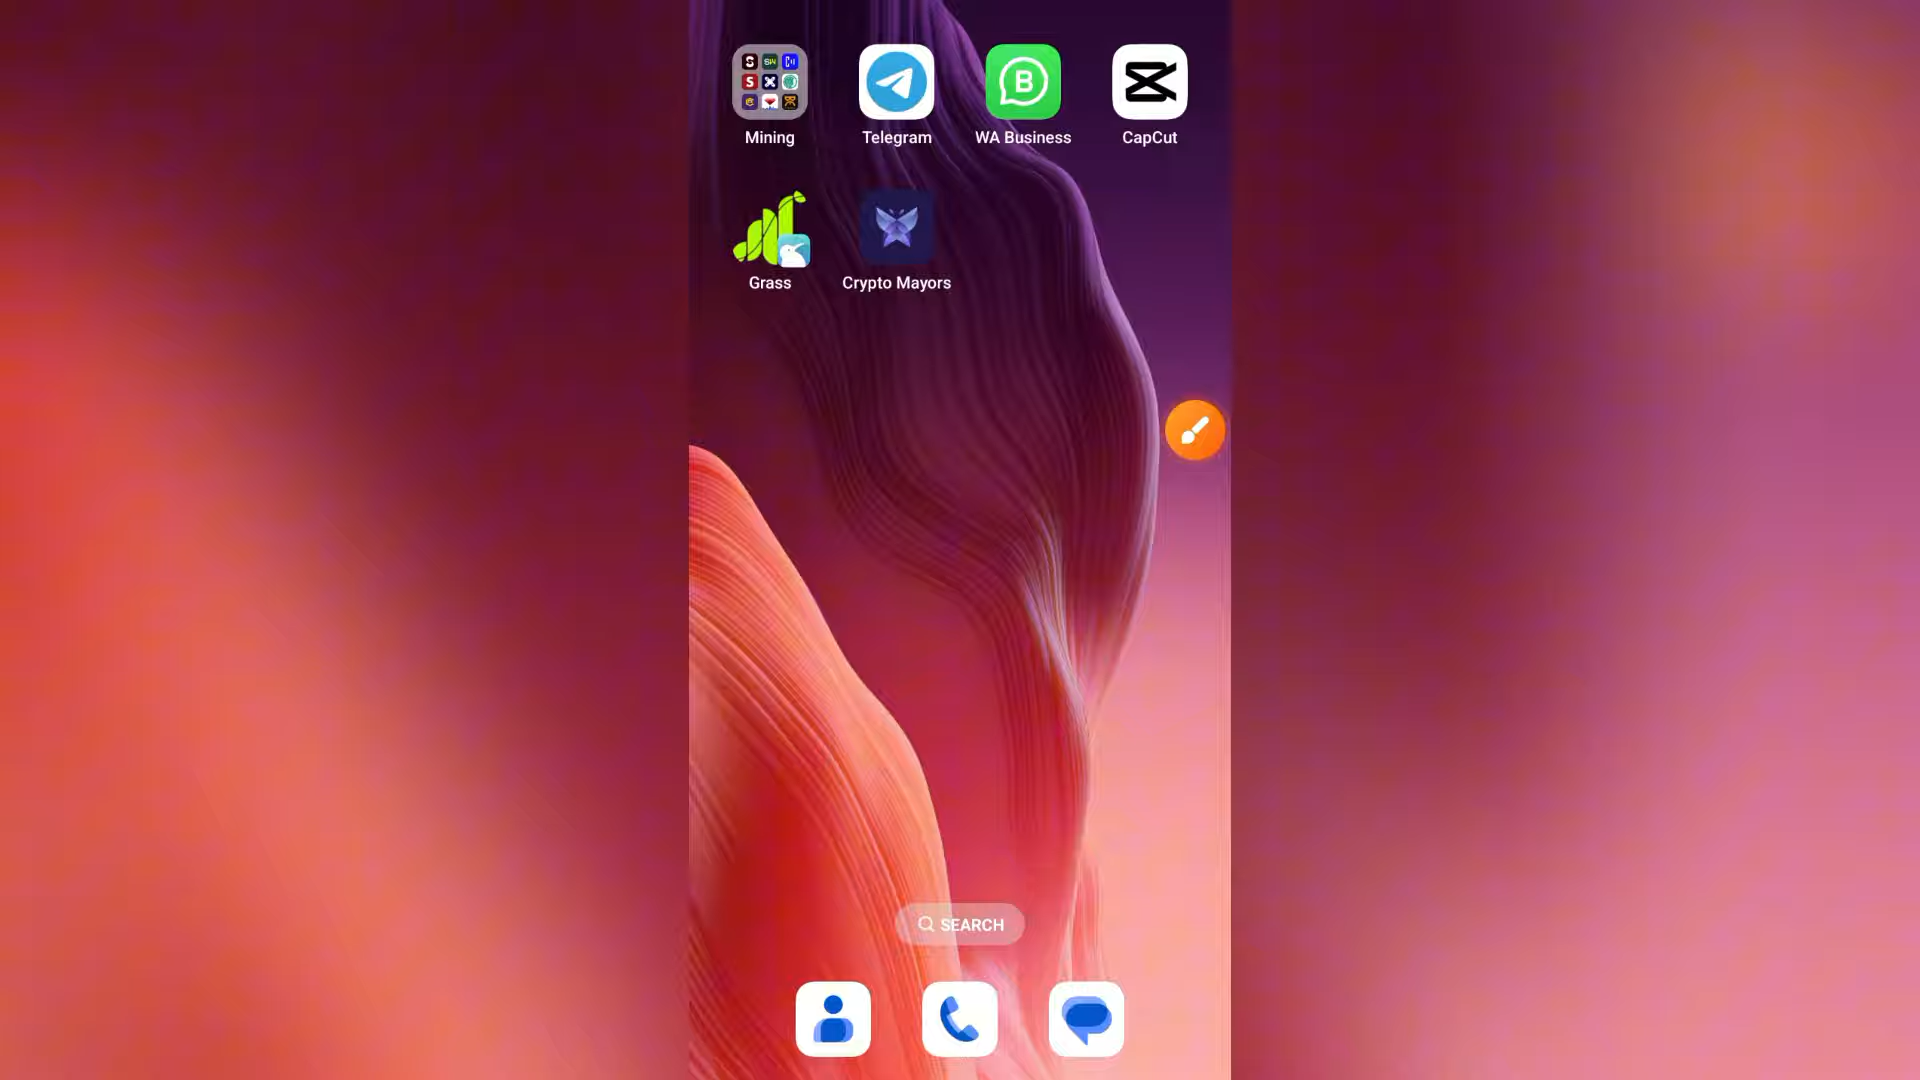 Mining
Telegram
WA Business
CapCut
Grass
Crypto Mayors
SEARCH